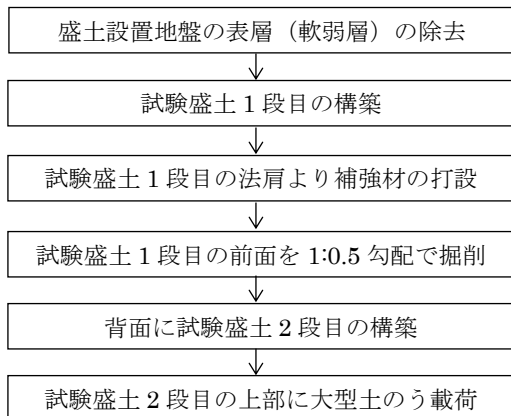 盛土設置地盤の表層（軟弱層）の除去
試験盛土 1 段目の構築
試験盛土 1 段目の法肩より補強材の打設
試験盛土 1 段目の前面を 1:0.5 勾配で掘削
背面に試験盛土 2 段目の構築
試験盛土 2 段目の上部に大型土のう載荷